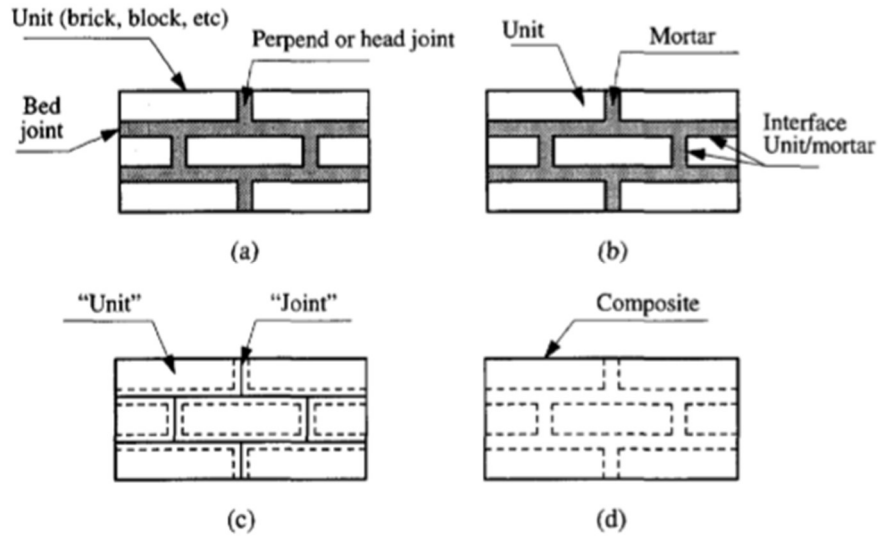 Unit (brick, block, etc)
Perpend or head joint
Bed
joint
(a)
Unit
Mortar
Interface
Unit/mortar
(b)
“Unit”
“Joint”
(c)
Composite
(d)